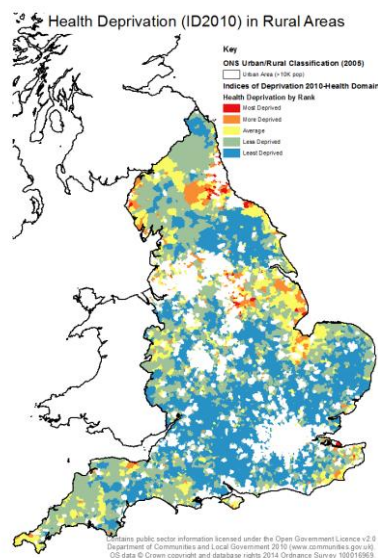 Health Deprivation (ID2010) in Rural Areas
Key
ONS Urban/Rural Classification (2005)
Urban Area (>10K pop)
Indices of Deprivation 2010-Health Domain
Health Deprivation by Rank
Most Deprived
More Deprived
Average
Less Deprived
Least Deprived
Contains public sector information licensed under the Open Government Licence v2.0
Department of Communities and Local Government 2010 (www.communities.gov.uk)
OS data © Crown copyright and database rights 2014 Ordnance Survey 100016969